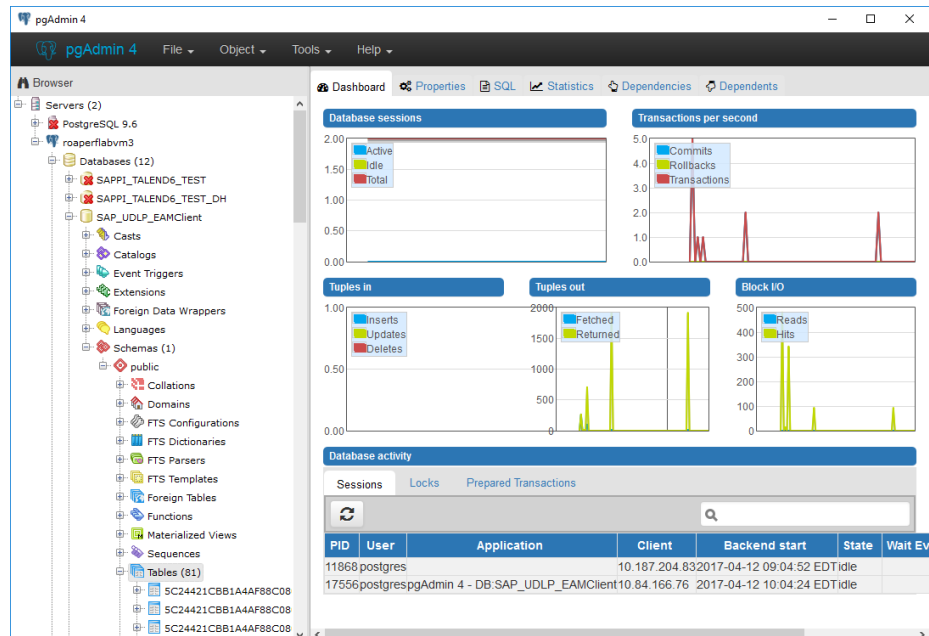 pgAdmin 4
pgAdmin 4 File Object Tools Help
Browser
Servers (2)
PostgreSQL 9.6
roaperflabvm3
Databases (12)
SAPPI_TALEND6_TEST
SAPPI_TALEND6_TEST_DH
SAP_UDLP_EAMClient
Casts
Catalogs
Event Triggers
Extensions
Foreign Data Wrappers
Languages
Schemas (1)
public
Collations
Domains
FTS Configurations
FTS Dictionaries
FTS Parsers
FTS Templates
Foreign Tables
Functions
Materialized Views
Sequences
Tables (81)
5C24421CBB1A4AF88C08
5C24421CBB1A4AF88C08
5C24421CBB1A4AF88C08
Dashboard Properties SQL Statistics Dependencies Dependents
Database sessions
2.00
1.50
1.00
0.50
0.00
Active
Idle
Total
Transactions per second
5.0
4.0
3.0
2.0
1.0
0.0
Commits
Rollbacks
Transactions
Tuples in
1.00
0.50
0.00
Inserts
Updates
Deletes
Tuples out
2000
1500
1000
500
0
Fetched
Returned
Block I/O
500
400
300
200
100
0
Reads
Hits
Database activity
Sessions Locks Prepared Transactions
PID User Application Client Backend start State Wait Ev
11868 postgres 10.187.204.83 2017-04-12 09:04:52 EDT idle
17556 postgres pgAdmin 4 - DB:SAP_UDLP_EAMClient 10.84.166.76 2017-04-12 10:04:24 EDT idle